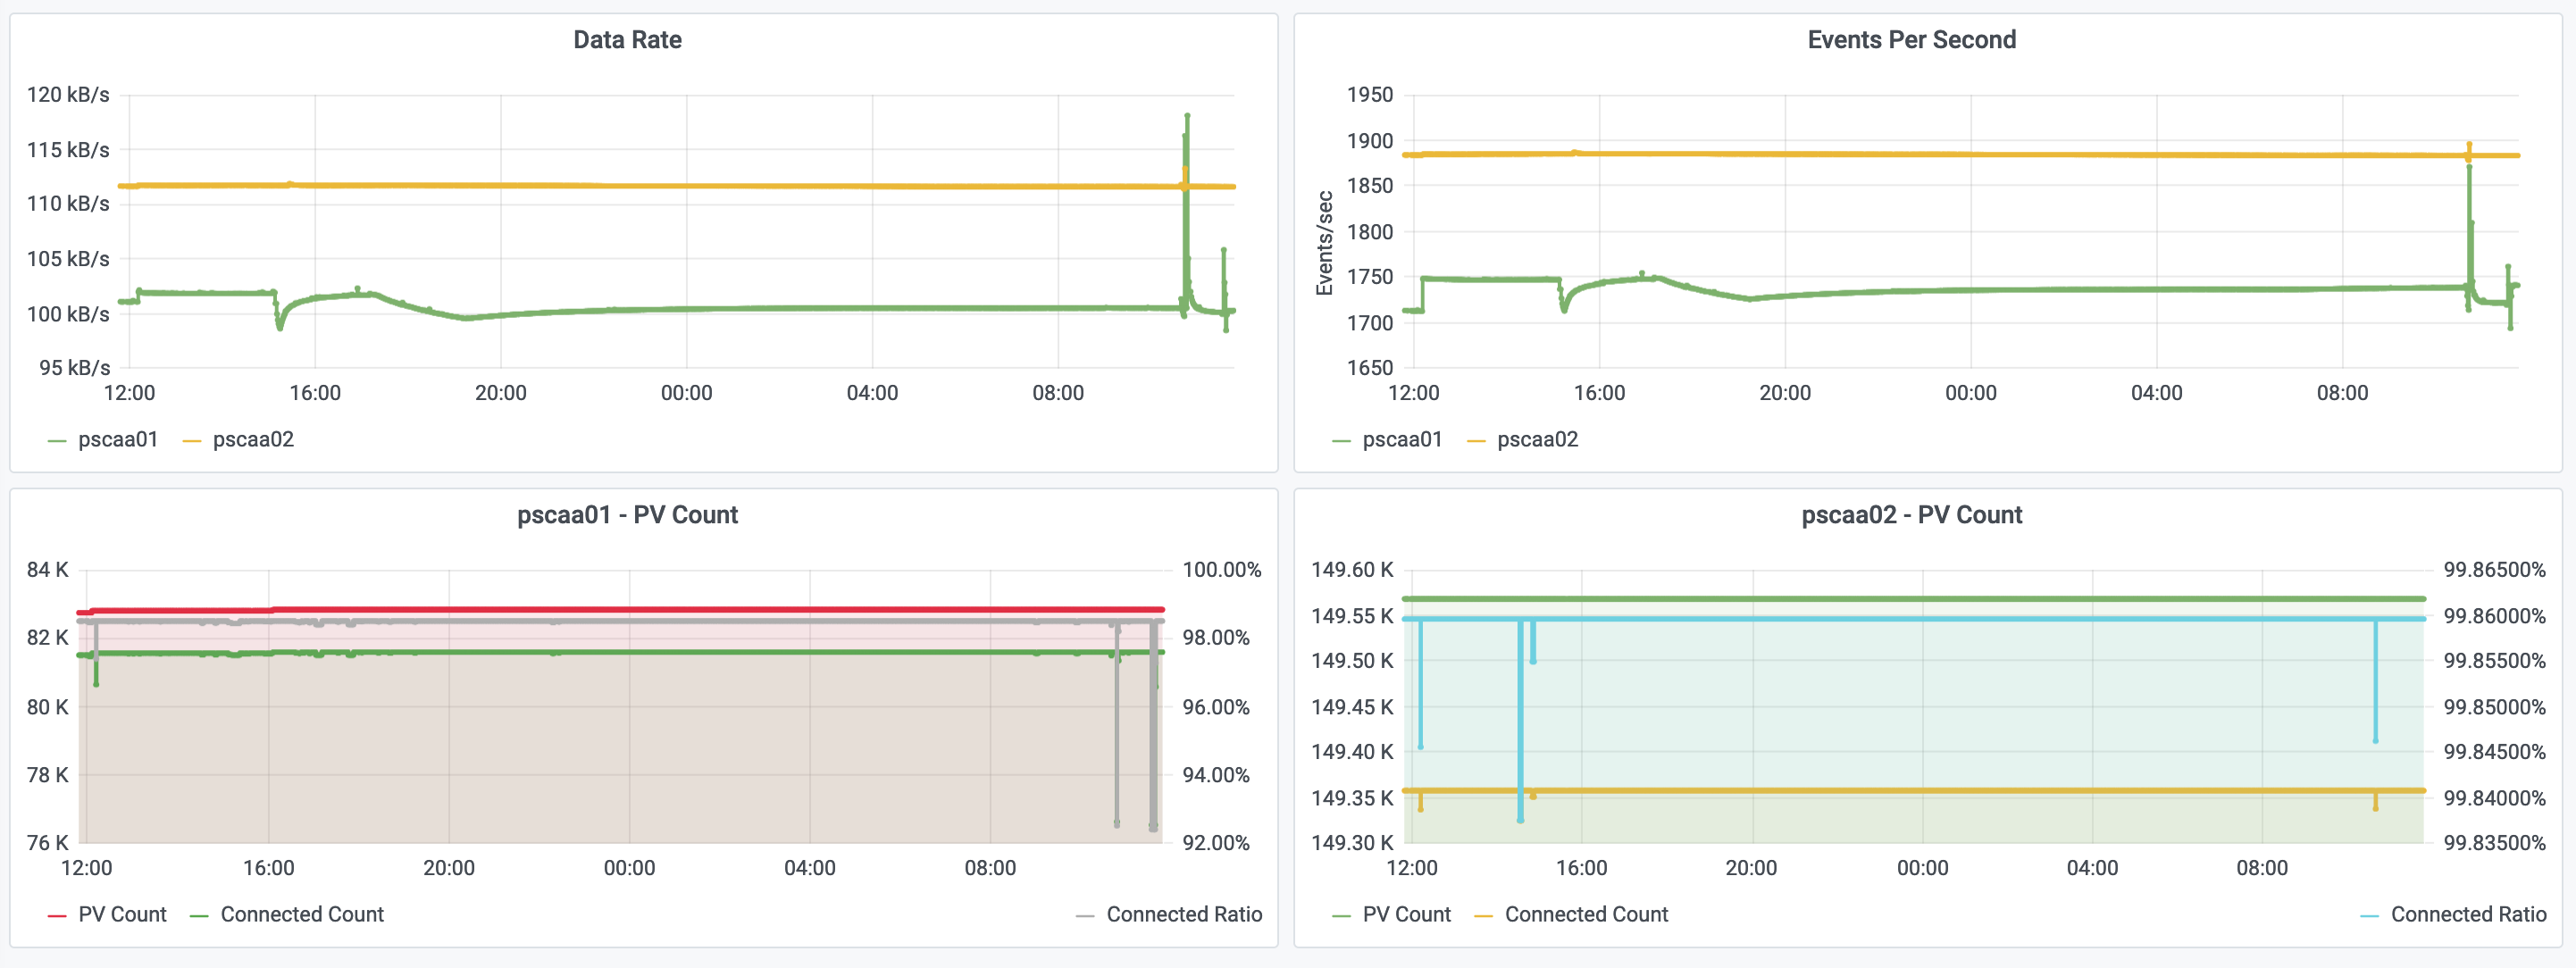 Data Rate
120 kB/s
115 kB/s
110 kB/s
105 kB/s
100 kB/s
95 kB/s
12:00 16:00 20:00 00:00 04:00 08:00
pscaa01 pscaa02
Events Per Second
Events/sec
1950
1900
1850
1800
1750
1700
1650
12:00 16:00 20:00 00:00 04:00 08:00
pscaa01 pscaa02
pscaa01 - PV Count
84 K 100.00%
82 K 98.00%
80 K 96.00%
78 K 94.00%
76 K 92.00%
12:00 16:00 20:00 00:00 04:00 08:00
PV Count Connected Count Connected Ratio
pscaa02 - PV Count
149.60 K 99.86500%
149.55 K 99.86000%
149.50 K 99.85500%
149.45 K 99.85000%
149.40 K 99.84500%
149.35 K 99.84000%
149.30 K 99.83500%
12:00 16:00 20:00 00:00 04:00 08:00
PV Count Connected Count Connected Ratio